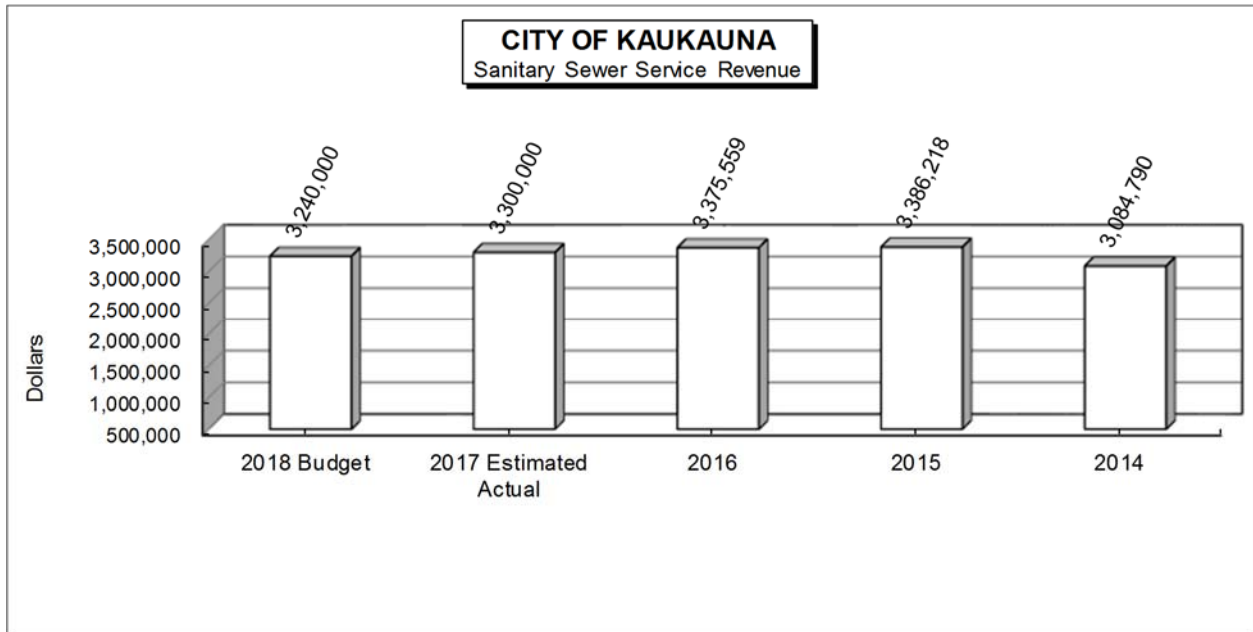 CITY OF KAUKAUNA
Sanitary Sewer Service Revenue
3,240,000
3,300,000
3,375,559
3,386,218
3,084,790
3,500,000
3,000,000
2,500,000
2,000,000
1,500,000
1,000,000
500,000
Dollars
2018 Budget
2017 Estimated
Actual
2016
2015
2014